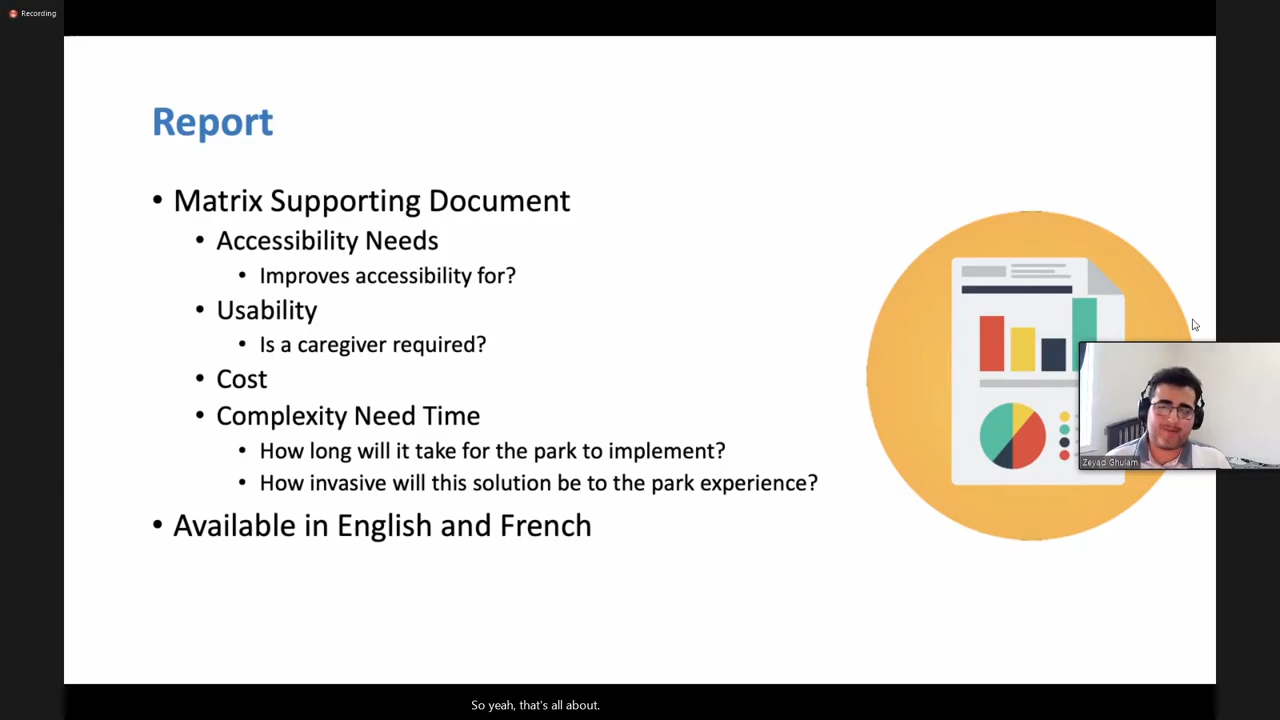 Recording
Report
• Matrix Supporting Document
• Accessibility Needs
• Improves accessibility for?
• Usability
• Is a caregiver required?
• Cost
• Complexity Need Time
• How long will it take for the park to implement?
• How invasive will this solution be to the park experience?
• Available in English and French
Zeyad Ghulam
So yeah, that's all about.